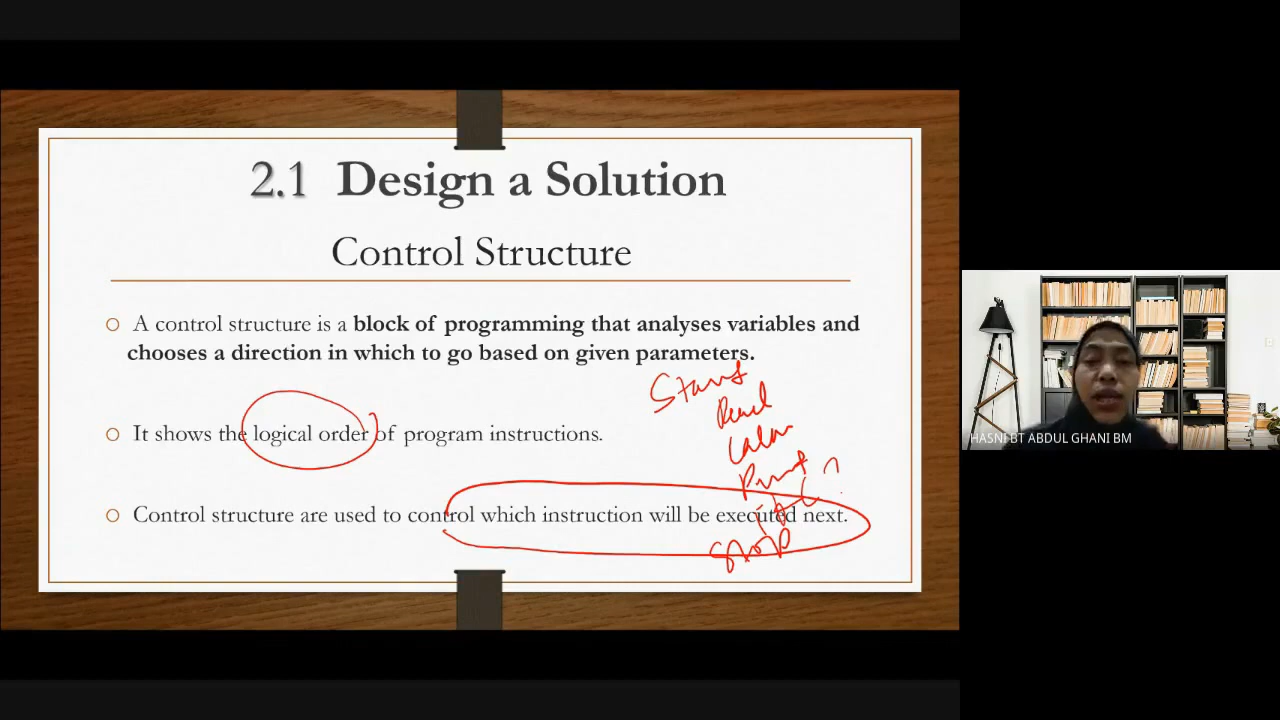 2.1 Design a Solution
Control Structure
A control structure is a block of programming that analyses variables and
chooses a direction in which to go based on given parameters.
Start
Read
It shows the logical order of program instructions.
Print
Control structure are used to control which instruction will be executed next.
Stop
HASNI BT ABDUL GHANI BM